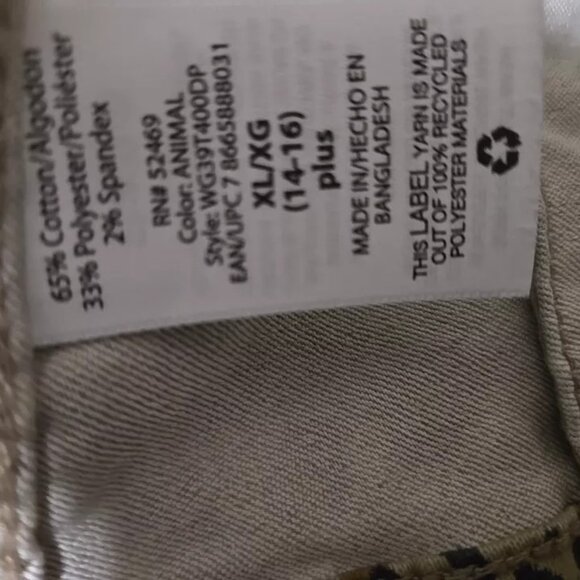 65% Cotton/Algodon
33% Polyester/Poliéster
2% Spandex
RN# 52469
Color: ANIMAL
Style: WG39T400DP
EAN/UPC 7 8665888031
XL/XG
(14-16)
plus
MADE IN/HECHO EN
BANGLADESH
THIS LABEL YARN IS MADE
OUT OF 100% RECYCLED
POLYESTER MATERIALS